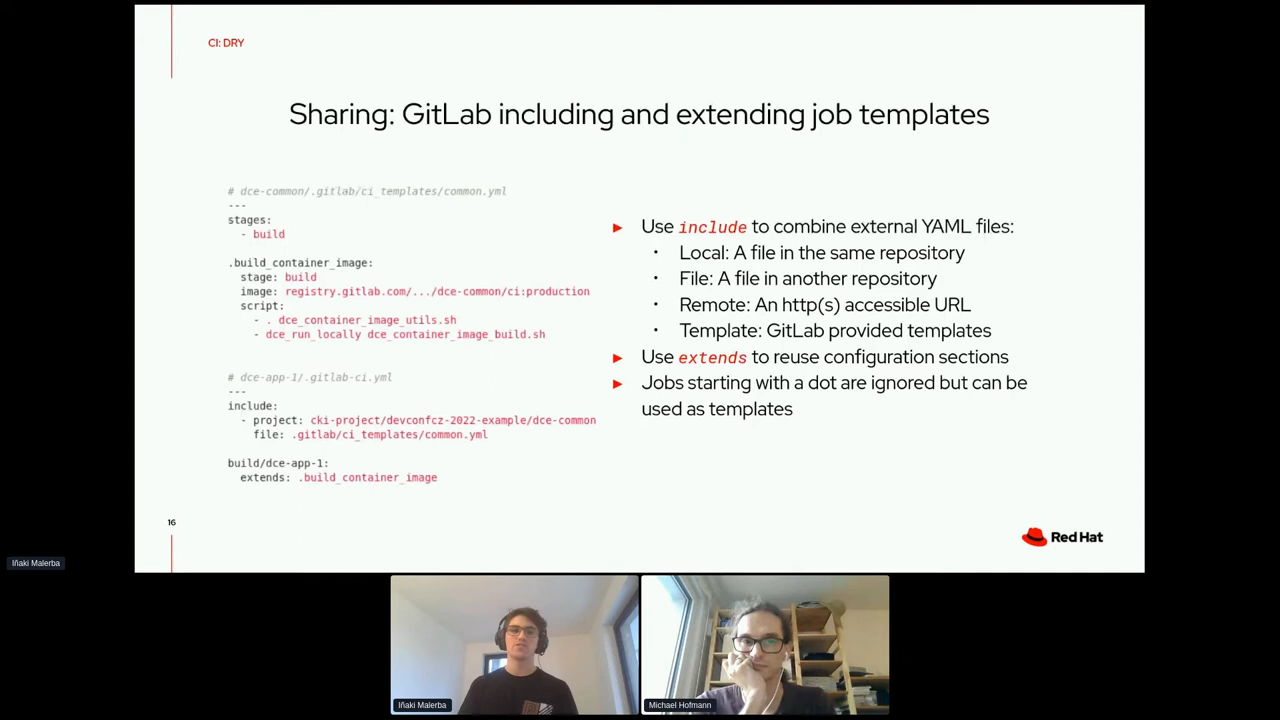 CI: DRY
Sharing: GitLab including and extending job templates
# dce-common/.gitlab/ci_templates/common.yml
---
stages:
- build
.build_container_image:
stage: build
image: registry.gitlab.com/.../dce-common/ci:production
script:
- . dce_container_image_utils.sh
- dce_run_locally dce_container_image_build.sh
# dce-app-1/.gitlab-ci.yml
---
include:
- project: cki-project/devconfcz-2022-example/dce-common
file: .gitlab/ci_templates/common.yml
build/dce-app-1:
extends: .build_container_image
► Use include to combine external YAML files:
• Local: A file in the same repository
• File: A file in another repository
• Remote: An http(s) accessible URL
• Template: GitLab provided templates
► Use extends to reuse configuration sections
► Jobs starting with a dot are ignored but can be
used as templates
16
Red Hat
Iñaki Malerba
Iñaki Malerba
Michael Hofmann